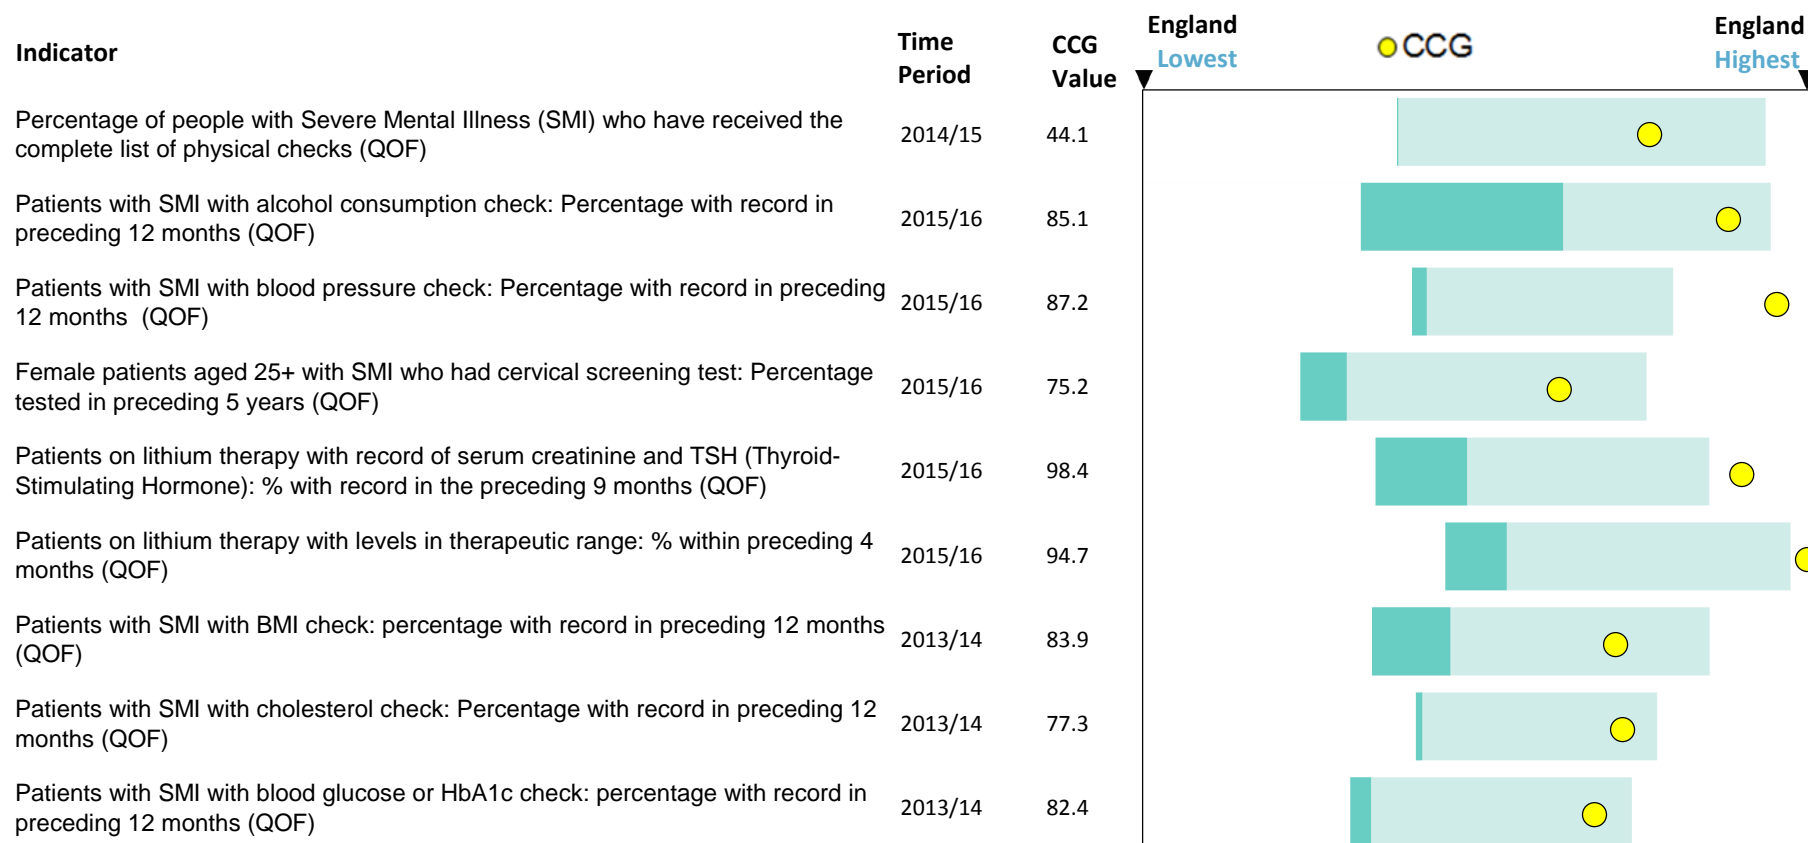 Indicator
Time
Period
CCG
Value
England
Lowest
CCG
England
Highest
Percentage of people with Severe Mental Illness (SMI) who have received the
complete list of physical checks (QOF)
2014/15
44.1
Patients with SMI with alcohol consumption check: Percentage with record in
preceding 12 months (QOF)
2015/16
85.1
Patients with SMI with blood pressure check: Percentage with record in preceding
12 months (QOF)
2015/16
87.2
Female patients aged 25+ with SMI who had cervical screening test: Percentage
tested in preceding 5 years (QOF)
2015/16
75.2
Patients on lithium therapy with record of serum creatinine and TSH (Thyroid-
Stimulating Hormone): % with record in the preceding 9 months (QOF)
2015/16
98.4
Patients on lithium therapy with levels in therapeutic range: % within preceding 4
months (QOF)
2015/16
94.7
Patients with SMI with BMI check: percentage with record in preceding 12 months
(QOF)
2013/14
83.9
Patients with SMI with cholesterol check: Percentage with record in preceding 12
months (QOF)
2013/14
77.3
Patients with SMI with blood glucose or HbA1c check: percentage with record in
preceding 12 months (QOF)
2013/14
82.4